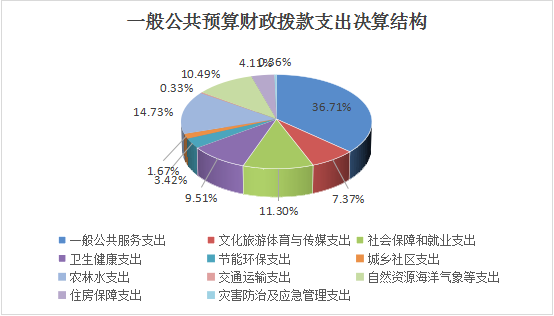 一般公共预算财政拨款支出决算结构
4.11%
0.36%
10.49%
0.33%
36.71%
14.73%
1.67%
3.42%
9.51%
7.37%
11.30%
一般公共服务支出 文化旅游体育与传媒支出 社会保障和就业支出
卫生健康支出 节能环保支出 城乡社区支出
农林水支出 交通运输支出 自然资源海洋气象等支出
住房保障支出 灾害防治及应急管理支出